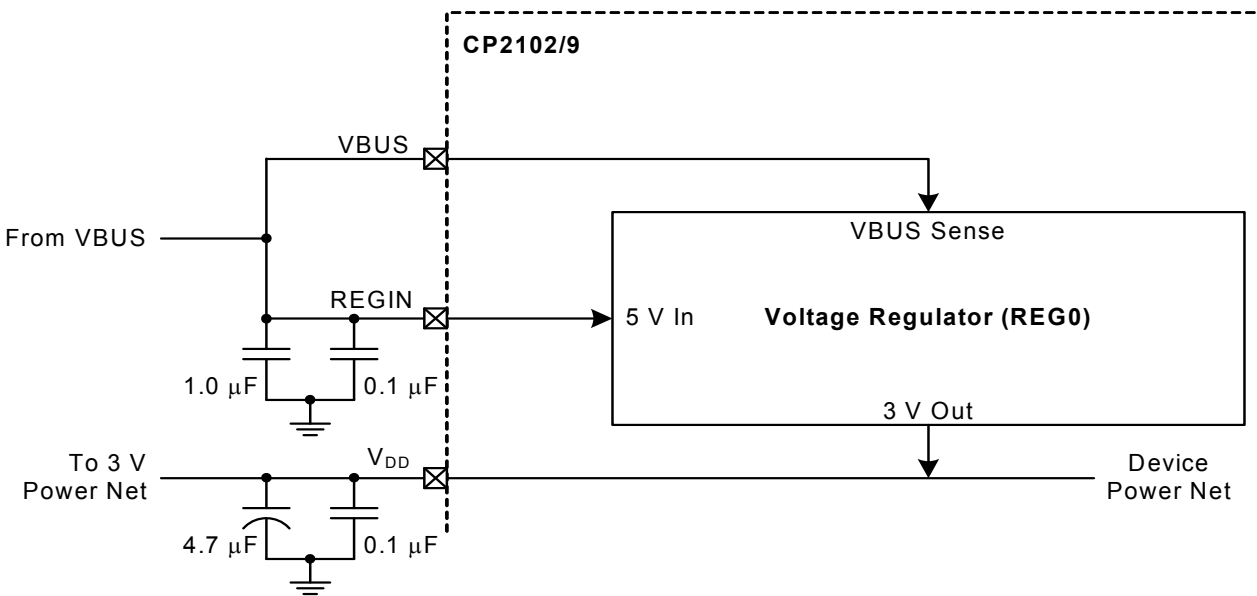 CP2102/9
VBUS
From VBUS
VBUS Sense
REGIN
5 V In
Voltage Regulator (REG0)
1.0 μF
0.1 μF
3 V Out
To 3 V
Power Net
VDD
Device
Power Net
4.7 μF
0.1 μF